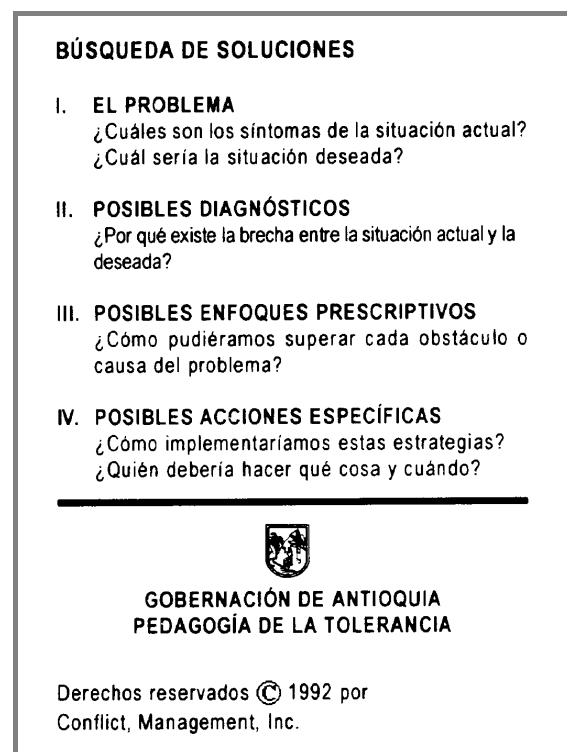 BÚSQUEDA DE SOLUCIONES
I. EL PROBLEMA
¿Cuáles son los síntomas de la situación actual?
¿Cuál sería la situación deseada?
II. POSIBLES DIAGNÓSTICOS
¿Por qué existe la brecha entre la situación actual y la
deseada?
III. POSIBLES ENFOQUES PRESCRIPTIVOS
¿Cómo pudiéramos superar cada obstáculo o
causa del problema?
IV. POSIBLES ACCIONES ESPECÍFICAS
¿Cómo implementaríamos estas estrategias?
¿Quién debería hacer qué cosa y cuándo?
GOBERNACIÓN DE ANTIOQUIA
PEDAGOGÍA DE LA TOLERANCIA
Derechos reservados © 1992 por
Conflict, Management, Inc.